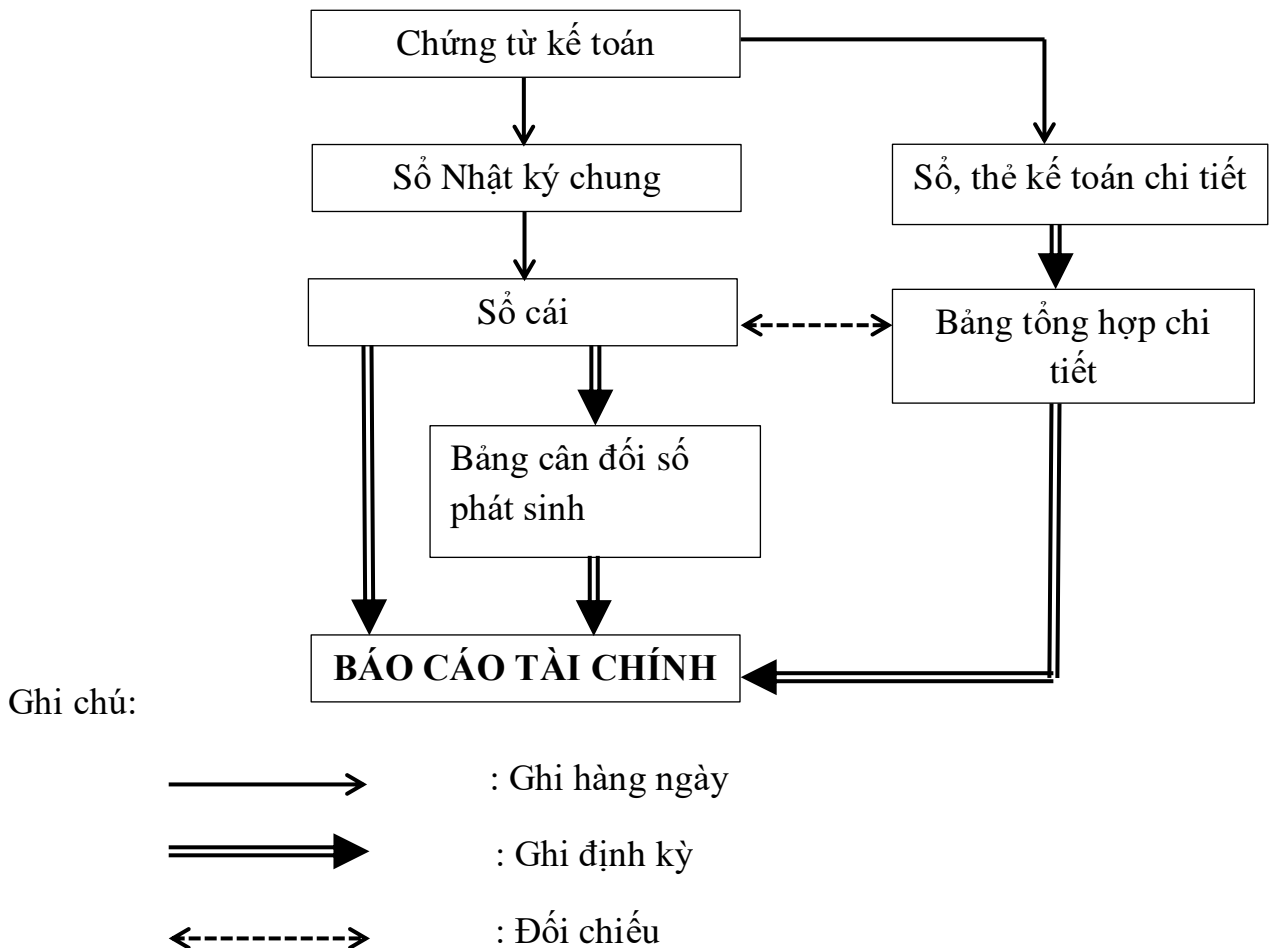 Chứng từ kế toán
Sổ Nhật ký chung
Sổ, thẻ kế toán chi tiết
Sổ cái
Bảng tổng hợp chi
tiết
Bảng cân đối số
phát sinh
BÁO CÁO TÀI CHÍNH
Ghi chú:
: Ghi hàng ngày
: Ghi định kỳ
: Đối chiếu